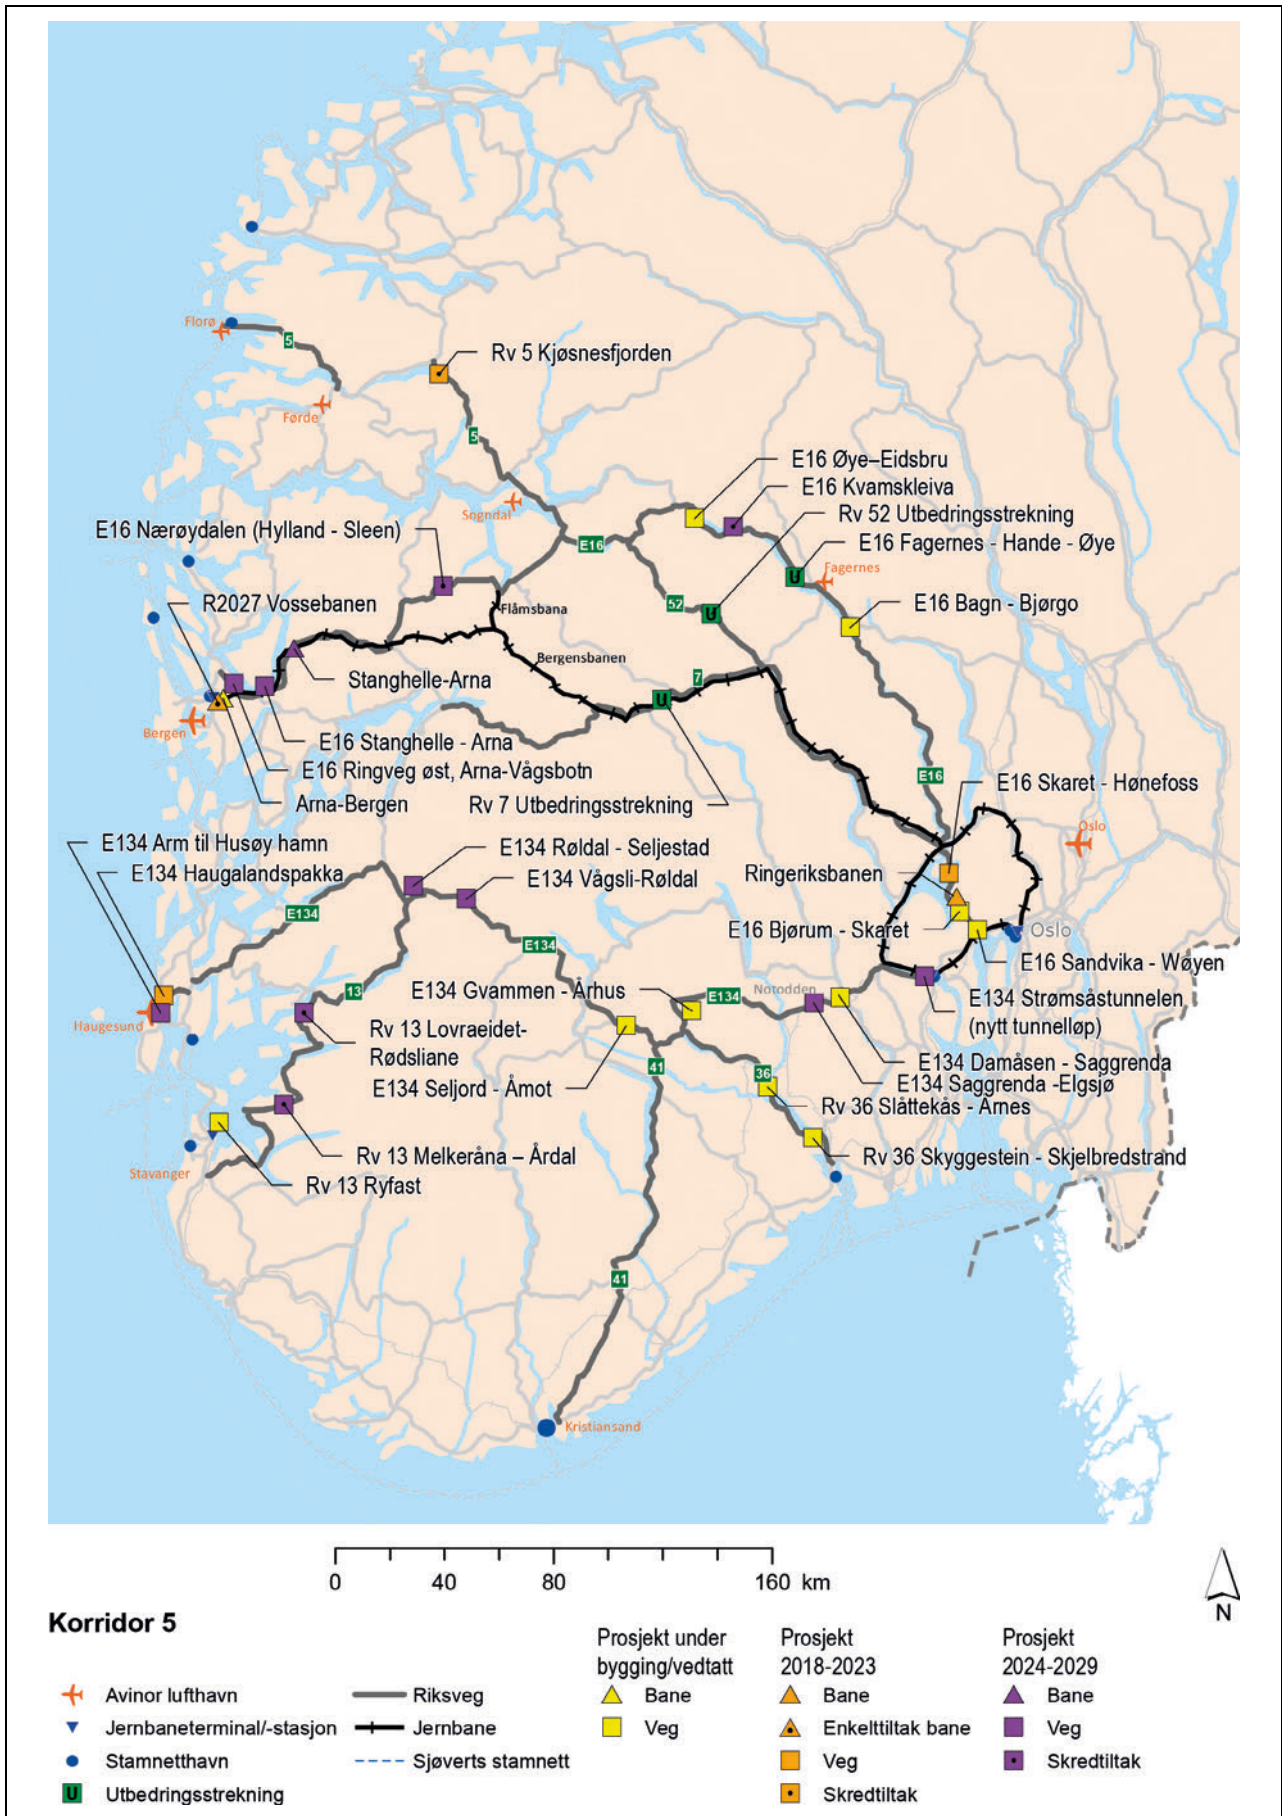 Florø
5
Rv 5 Kjøsnesfjorden
Førde
5
E16 Øye–Eidsbru
E16 Kvamskleiva
Sogndal
Rv 52 Utbedringsstrekning
E16 Nærøydalen (Hylland - Sleen)
E16
E16 Fagernes - Hande - Øye
U
Fagernes
R2027 Vossebanen
Flåmsbana
52
U
E16 Bagn - Bjørgo
Bergensbanen
Stanghelle-Arna
7
U
Bergen
E16 Stanghelle - Arna
E16 Ringveg øst, Arna-Vågsbotn
E16
E16 Skaret - Hønefoss
Arna-Bergen
Rv 7 Utbedringsstrekning
Oslo
E134 Arm til Husøy hamn
E134 Røldal - Seljestad
E134 Haugalandspakka
E134 Vågsli-Røldal
Ringeriksbanen
E134
E16 Bjørum - Skaret
Oslo
E134
E16 Sandvika - Wøyen
E134 Gvammen - Århus
13
Notodden
E134
E134 Strømsåstunnelen
(nytt tunnelløp)
Haugesund
Rv 13 Lovraeidet-
Rødsliane
E134 Damåsen - Saggrenda
41
36
E134 Seljord - Åmot
E134 Saggrenda -Elgsjø
Rv 36 Slåttekås - Årnes
Rv 13 Melkeråna – Årdal
Rv 36 Skyggestein - Skjelbredstrand
Stavanger
Rv 13 Ryfast
41
Kristiansand
0 40 80 160 km
N
Korridor 5
Avinor lufthavn
Jernbaneterminal/-stasjon
Stamnetthavn
U Utbedringsstrekning
Riksveg
Jernbane
Sjøverts stamnett
Prosjekt under
bygging/vedtatt
Bane
Veg
Prosjekt
2018-2023
Bane
Enkelttiltak bane
Veg
Skredtiltak
Prosjekt
2024-2029
Bane
Veg
Skredtiltak